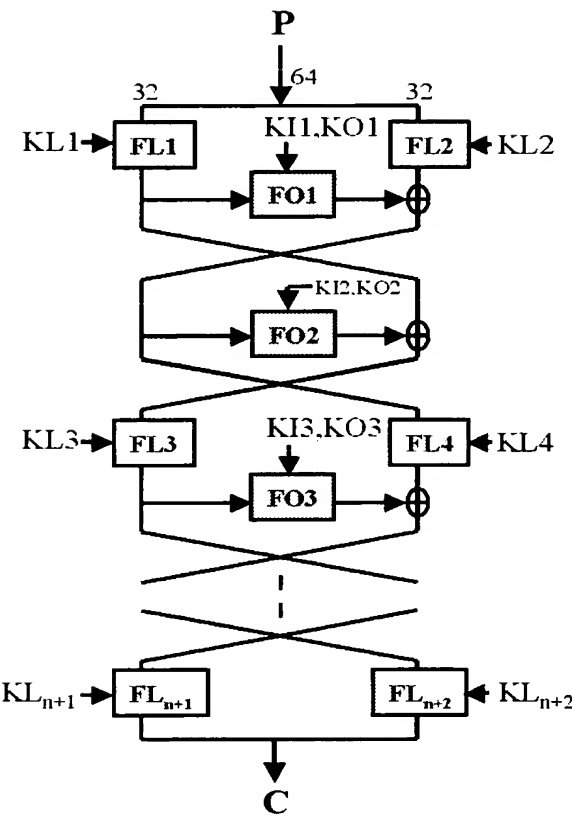 P
64
32 32
KI1,KO1
KL1 FL1 FL2 KL2
FO1
KI2,KO2
FO2
KL3 FL3 KI3,KO3 FL4 KL4
FO3
KLn+1 FLn+1 FLn+2 KLn+2
C